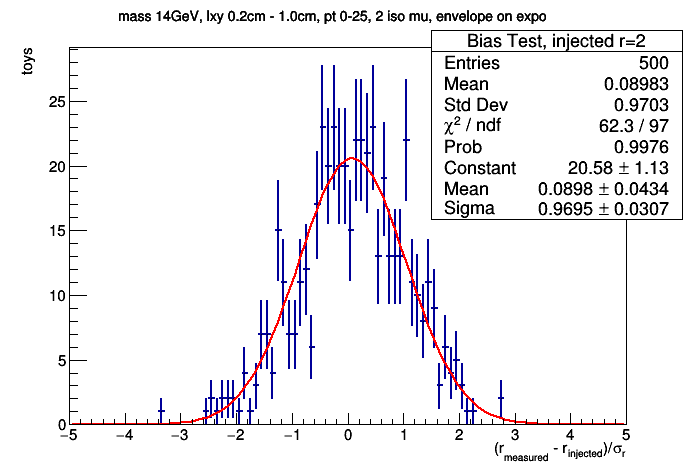 mass 14GeV, lxy 0.2cm - 1.0cm, pt 0-25, 2 iso mu, envelope on expo
toys
Bias Test, injected r=2
Entries 500
Mean 0.08983
Std Dev 0.9703
χ² / ndf 62.3 / 97
Prob 0.9976
Constant 20.58 ± 1.13
Mean 0.0898 ± 0.0434
Sigma 0.9695 ± 0.0307
25
20
15
10
5
0
−5 −4 −3 −2 −1 0 1 2 3 4 5
(r_measured - r_injected)/σ_r